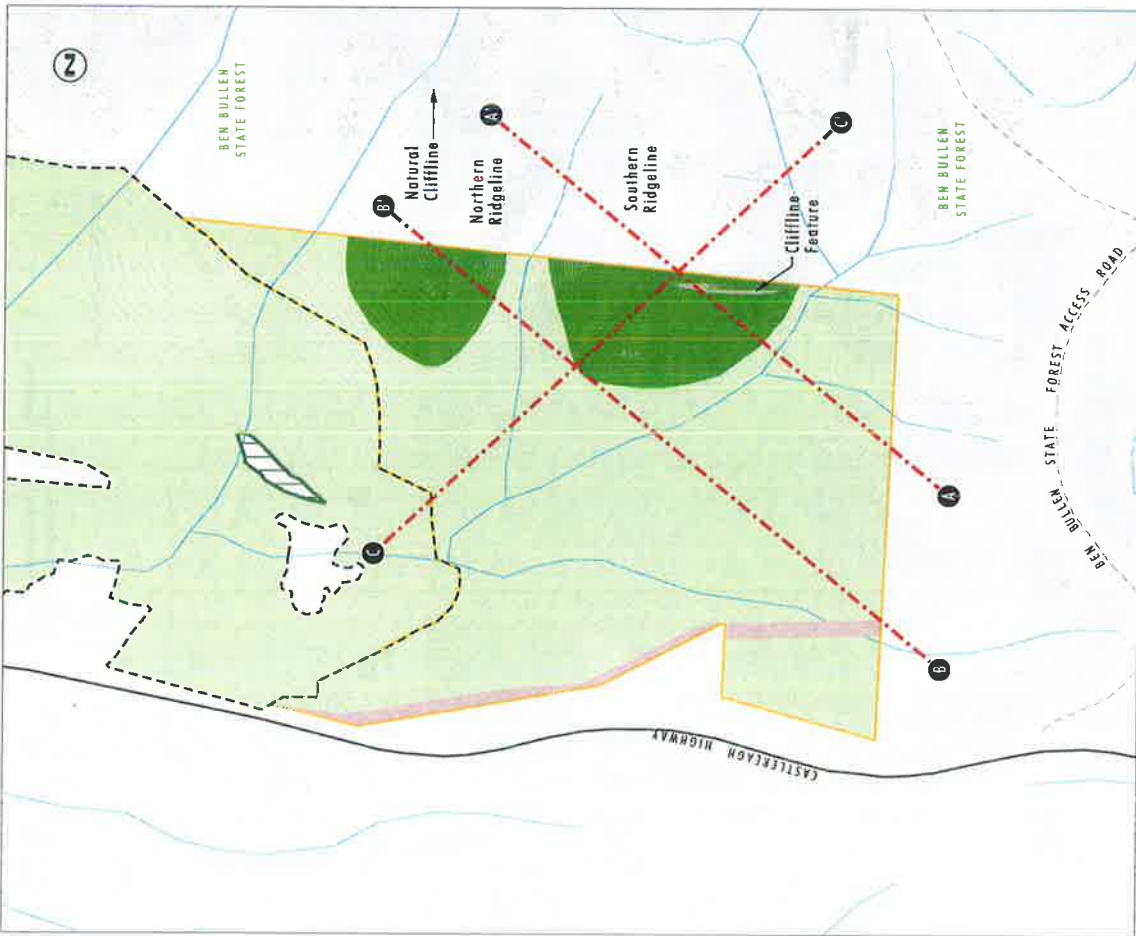 N
BEN BULLEN
STATE FOREST
Natural
Cliffline
Northern
Ridgeline
Southern
Ridgeline
Cliffline
Feature
A'
B'
C'
C
A
B
BEN BULLEN
STATE FOREST
BEN BULLEN STATE FOREST ACCESS ROAD
CASTLEREAGH HIGHWAY